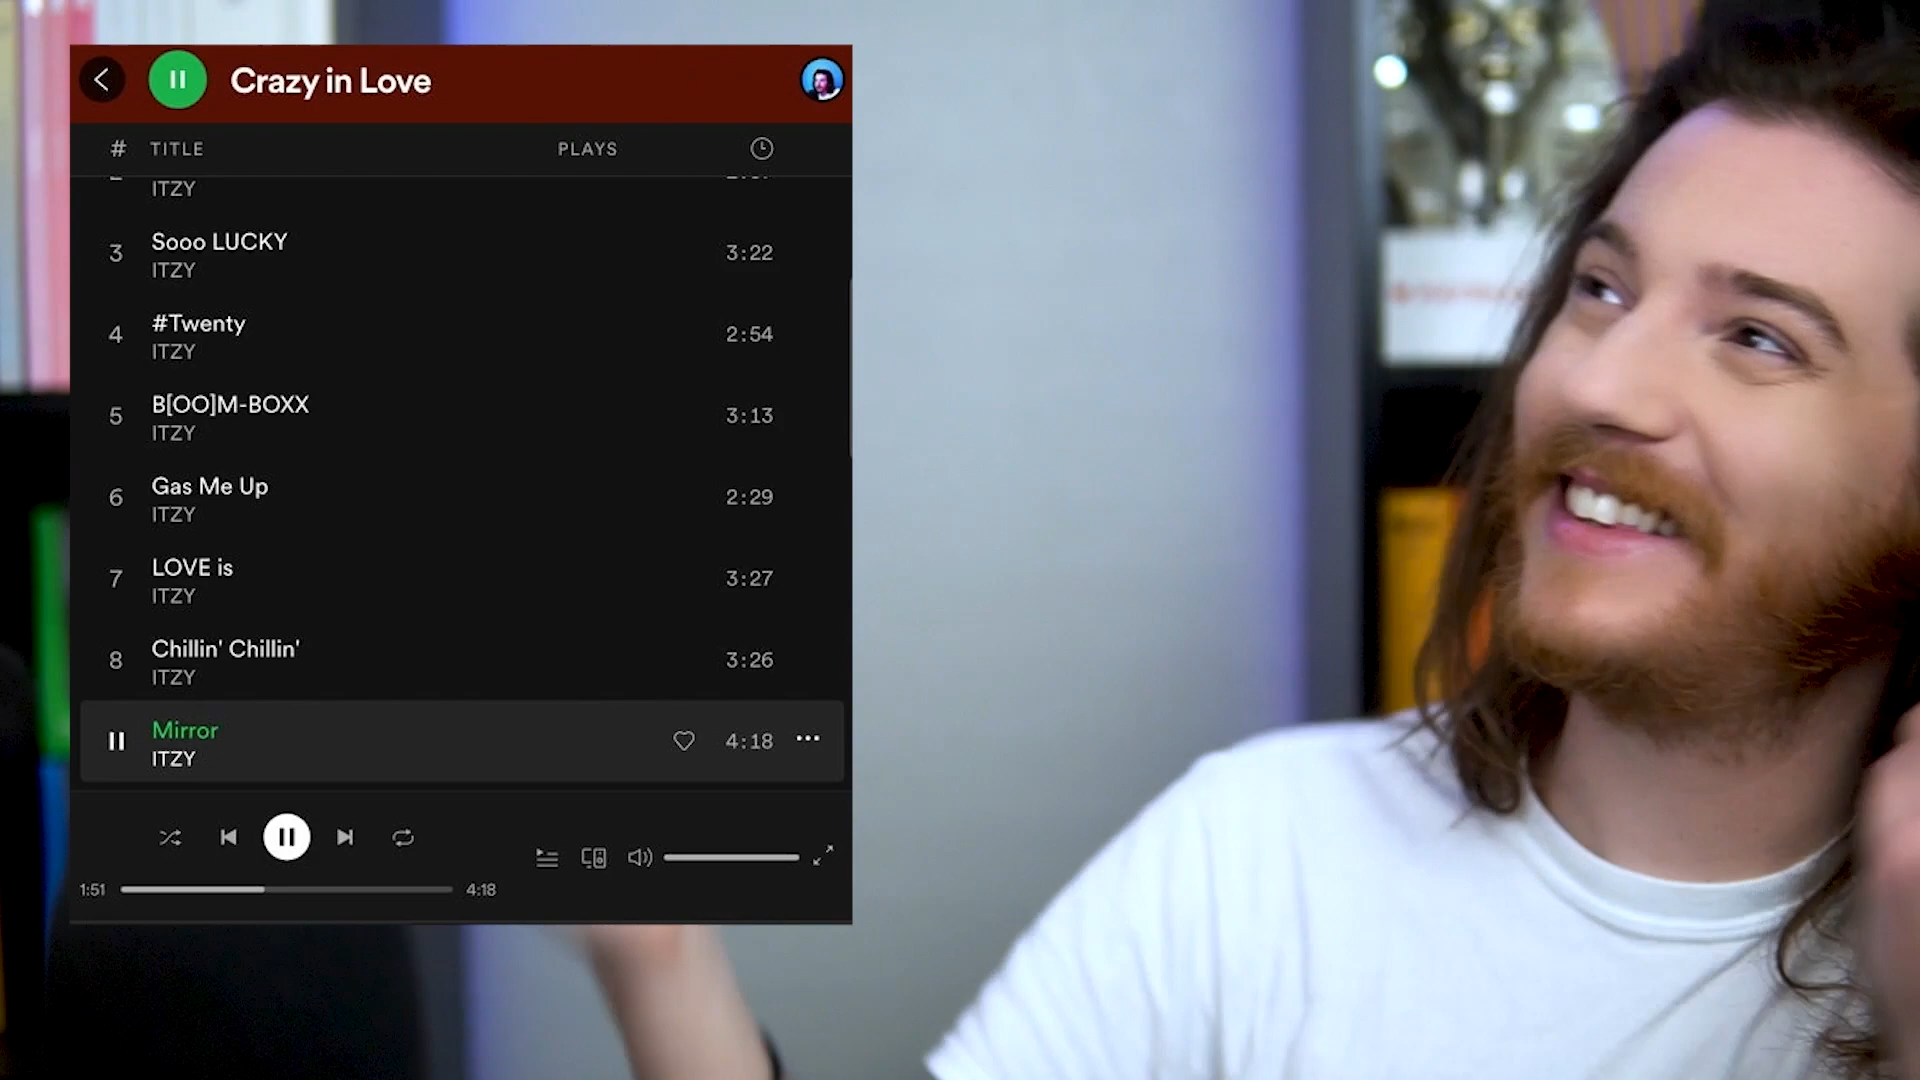 Crazy in Love
# TITLE PLAYS
ITZY
3 Sooo LUCKY 3:22
ITZY
4 #Twenty 2:54
ITZY
5 B[OO]M-BOXX 3:13
ITZY
6 Gas Me Up 2:29
ITZY
7 LOVE is 3:27
ITZY
8 Chillin' Chillin' 3:26
ITZY
Mirror 4:18
ITZY
1:51 4:18